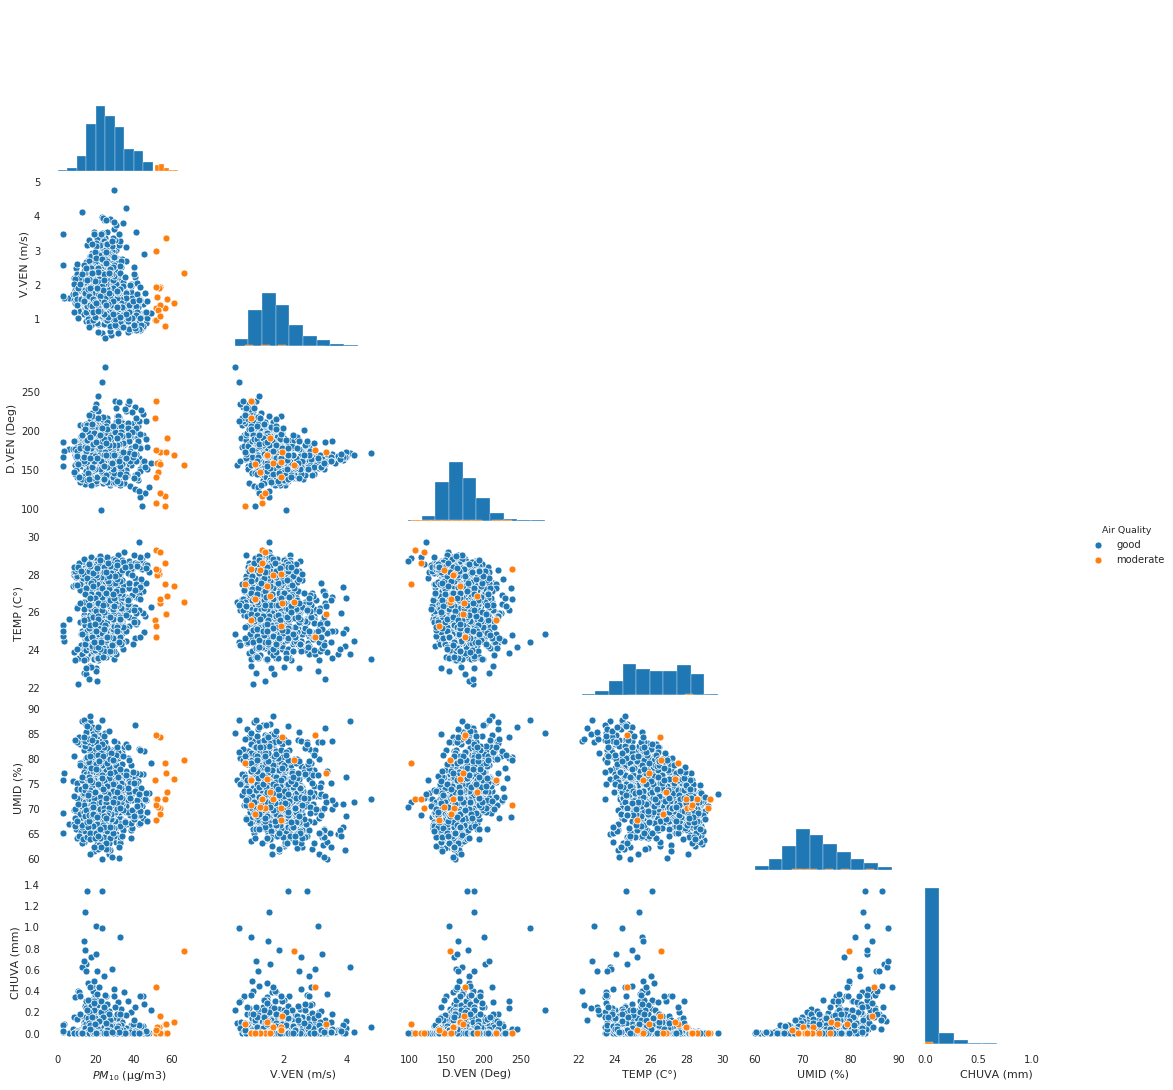 5
4
3
2
1
V.VEN (m/s)
250
200
150
100
D.VEN (Deg)
30
28
26
24
22
TEMP (C°)
Air Quality
good
moderate
90
85
80
75
70
65
60
UMID (%)
1.4
1.2
1.0
0.8
0.6
0.4
0.2
0.0
CHUVA (mm)
0 20 40 60
2 4
100 150 200 250
22 24 26 28 30
60 70 80 90
0.0 0.5 1.0
PM10 (µg/m3)
V.VEN (m/s)
D.VEN (Deg)
TEMP (C°)
UMID (%)
CHUVA (mm)